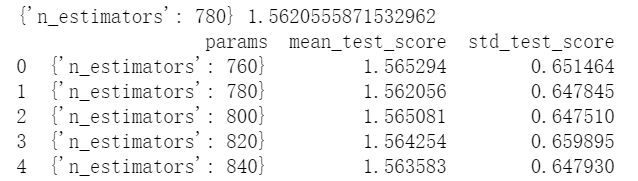 {'n_estimators': 780} 1.5620555871532962
params mean_test_score std_test_score
0 {'n_estimators': 760} 1.565294 0.651464
1 {'n_estimators': 780} 1.562056 0.647845
2 {'n_estimators': 800} 1.565081 0.647510
3 {'n_estimators': 820} 1.564254 0.659895
4 {'n_estimators': 840} 1.563583 0.647930